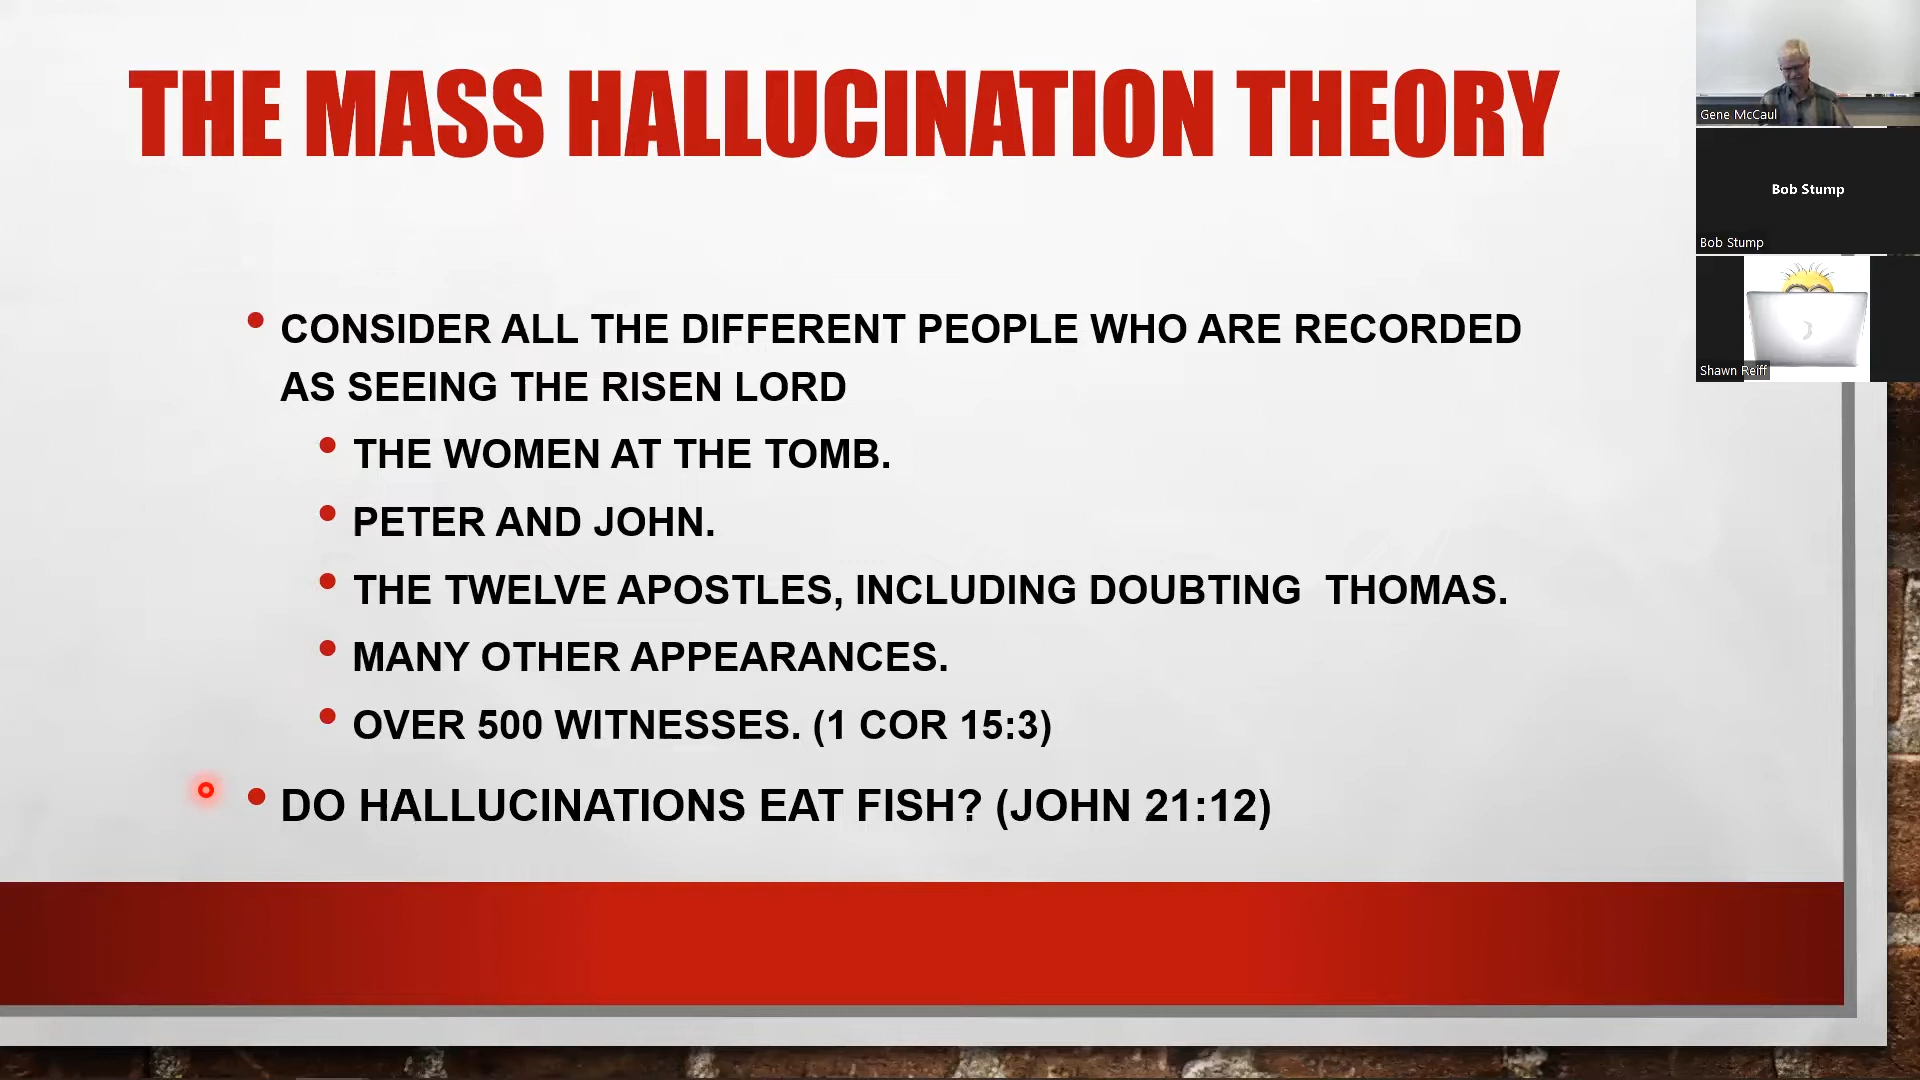 THE MASS HALLUCINATION THEORY
CONSIDER ALL THE DIFFERENT PEOPLE WHO ARE RECORDED
AS SEEING THE RISEN LORD
THE WOMEN AT THE TOMB.
PETER AND JOHN.
THE TWELVE APOSTLES, INCLUDING DOUBTING THOMAS.
MANY OTHER APPEARANCES.
OVER 500 WITNESSES. (1 COR 15:3)
DO HALLUCINATIONS EAT FISH? (JOHN 21:12)
Gene McCaul
Bob Stump
Bob Stump
Shawn Reiff